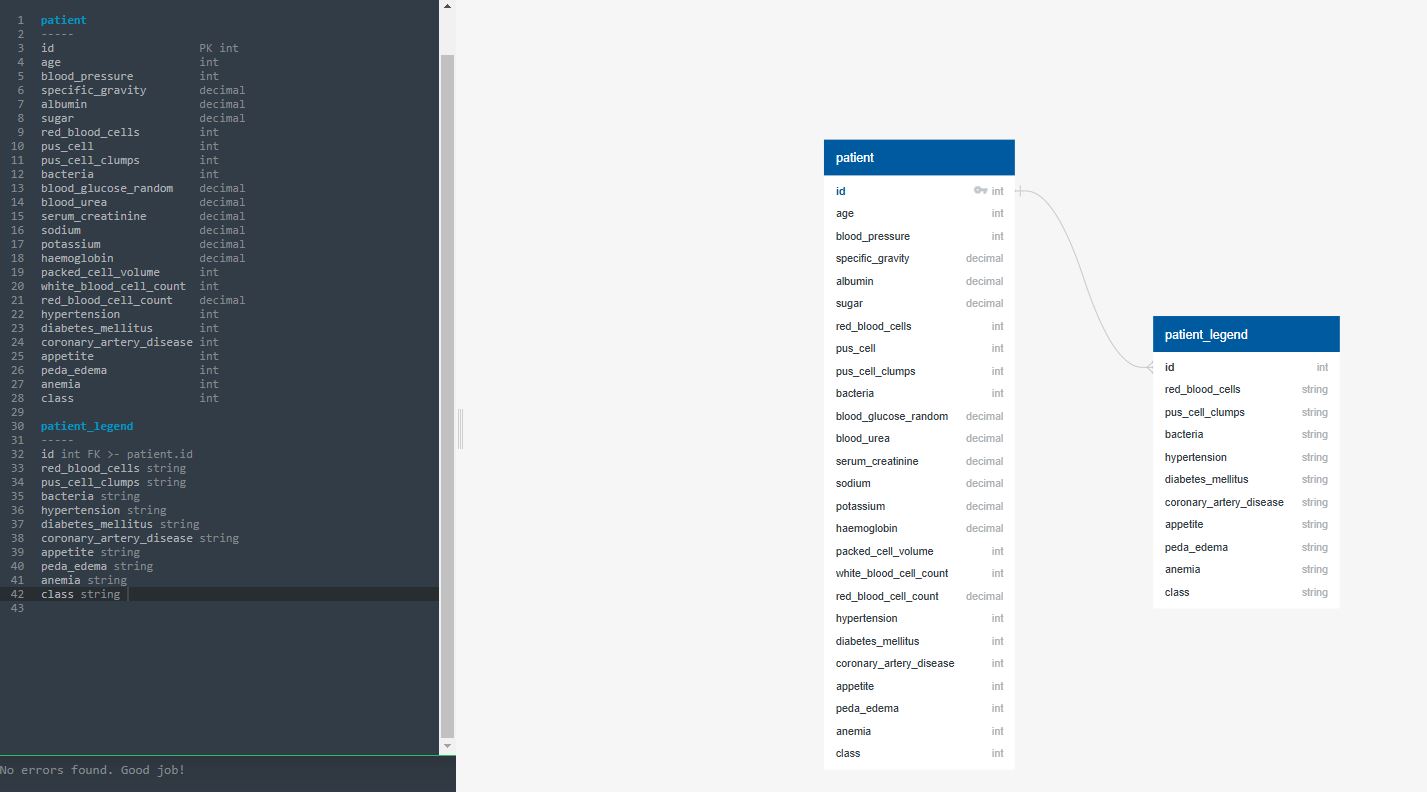 1 patient
2 -----
3 id PK int
4 age int
5 blood_pressure int
6 specific_gravity decimal
7 albumin decimal
8 sugar decimal
9 red_blood_cells int
10 pus_cell int
11 pus_cell_clumps int
12 bacteria int
13 blood_glucose_random decimal
14 blood_urea decimal
15 serum_creatinine decimal
16 sodium decimal
17 potassium decimal
18 haemoglobin decimal
19 packed_cell_volume int
20 white_blood_cell_count int
21 red_blood_cell_count decimal
22 hypertension int
23 diabetes_mellitus int
24 coronary_artery_disease int
25 appetite int
26 peda_edema int
27 anemia int
28 class int
29
30 patient_legend
31 -----
32 id int FK >- patient.id
33 red_blood_cells string
34 pus_cell_clumps string
35 bacteria string
36 hypertension string
37 diabetes_mellitus string
38 coronary_artery_disease string
39 appetite string
40 peda_edema string
41 anemia string
42 class string
43
No errors found. Good job!
patient
id int
age int
blood_pressure int
specific_gravity decimal
albumin decimal
sugar decimal
red_blood_cells int
pus_cell int
pus_cell_clumps int
bacteria int
blood_glucose_random decimal
blood_urea decimal
serum_creatinine decimal
sodium decimal
potassium decimal
haemoglobin decimal
packed_cell_volume int
white_blood_cell_count int
red_blood_cell_count decimal
hypertension int
diabetes_mellitus int
coronary_artery_disease int
appetite int
peda_edema int
anemia int
class int
patient_legend
id int
red_blood_cells string
pus_cell_clumps string
bacteria string
hypertension string
diabetes_mellitus string
coronary_artery_disease string
appetite string
peda_edema string
anemia string
class string